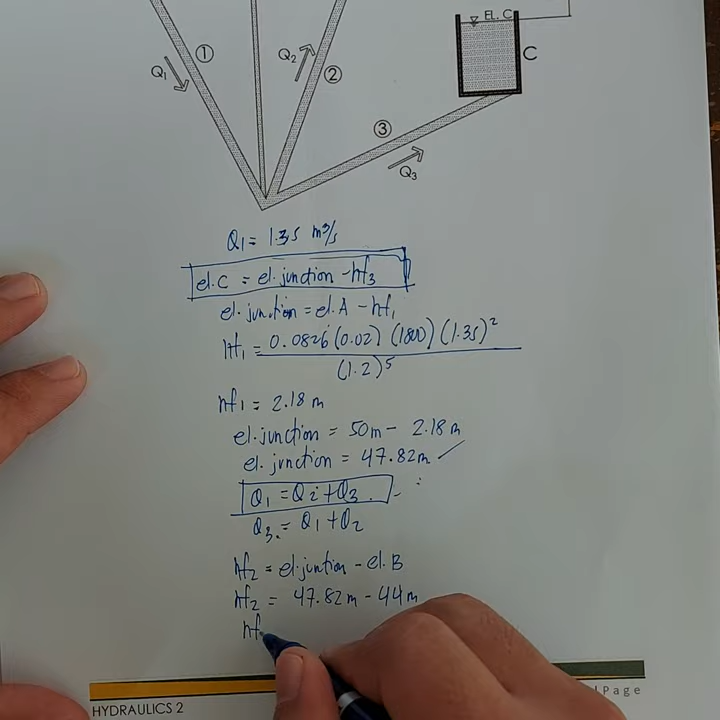 EL. C
①
Q2
C
Q1
②
③
Q3
Q1 = 1.35 m³/s
el.C = el.junction - hf3
el.junction = el.A - hf1
hf1 = 0.0826 (0.02) (1800) (1.35)²
(1.2)⁵
hf1 = 2.18 m
el.junction = 50m - 2.18m
el.junction = 47.82m ✓
Q1 = Q2 + Q3
Q3 = Q1 + Q2
hf2 = el.juntion - el.B
hf2 = 47.82m - 44m
hf
Page
HYDRAULICS 2